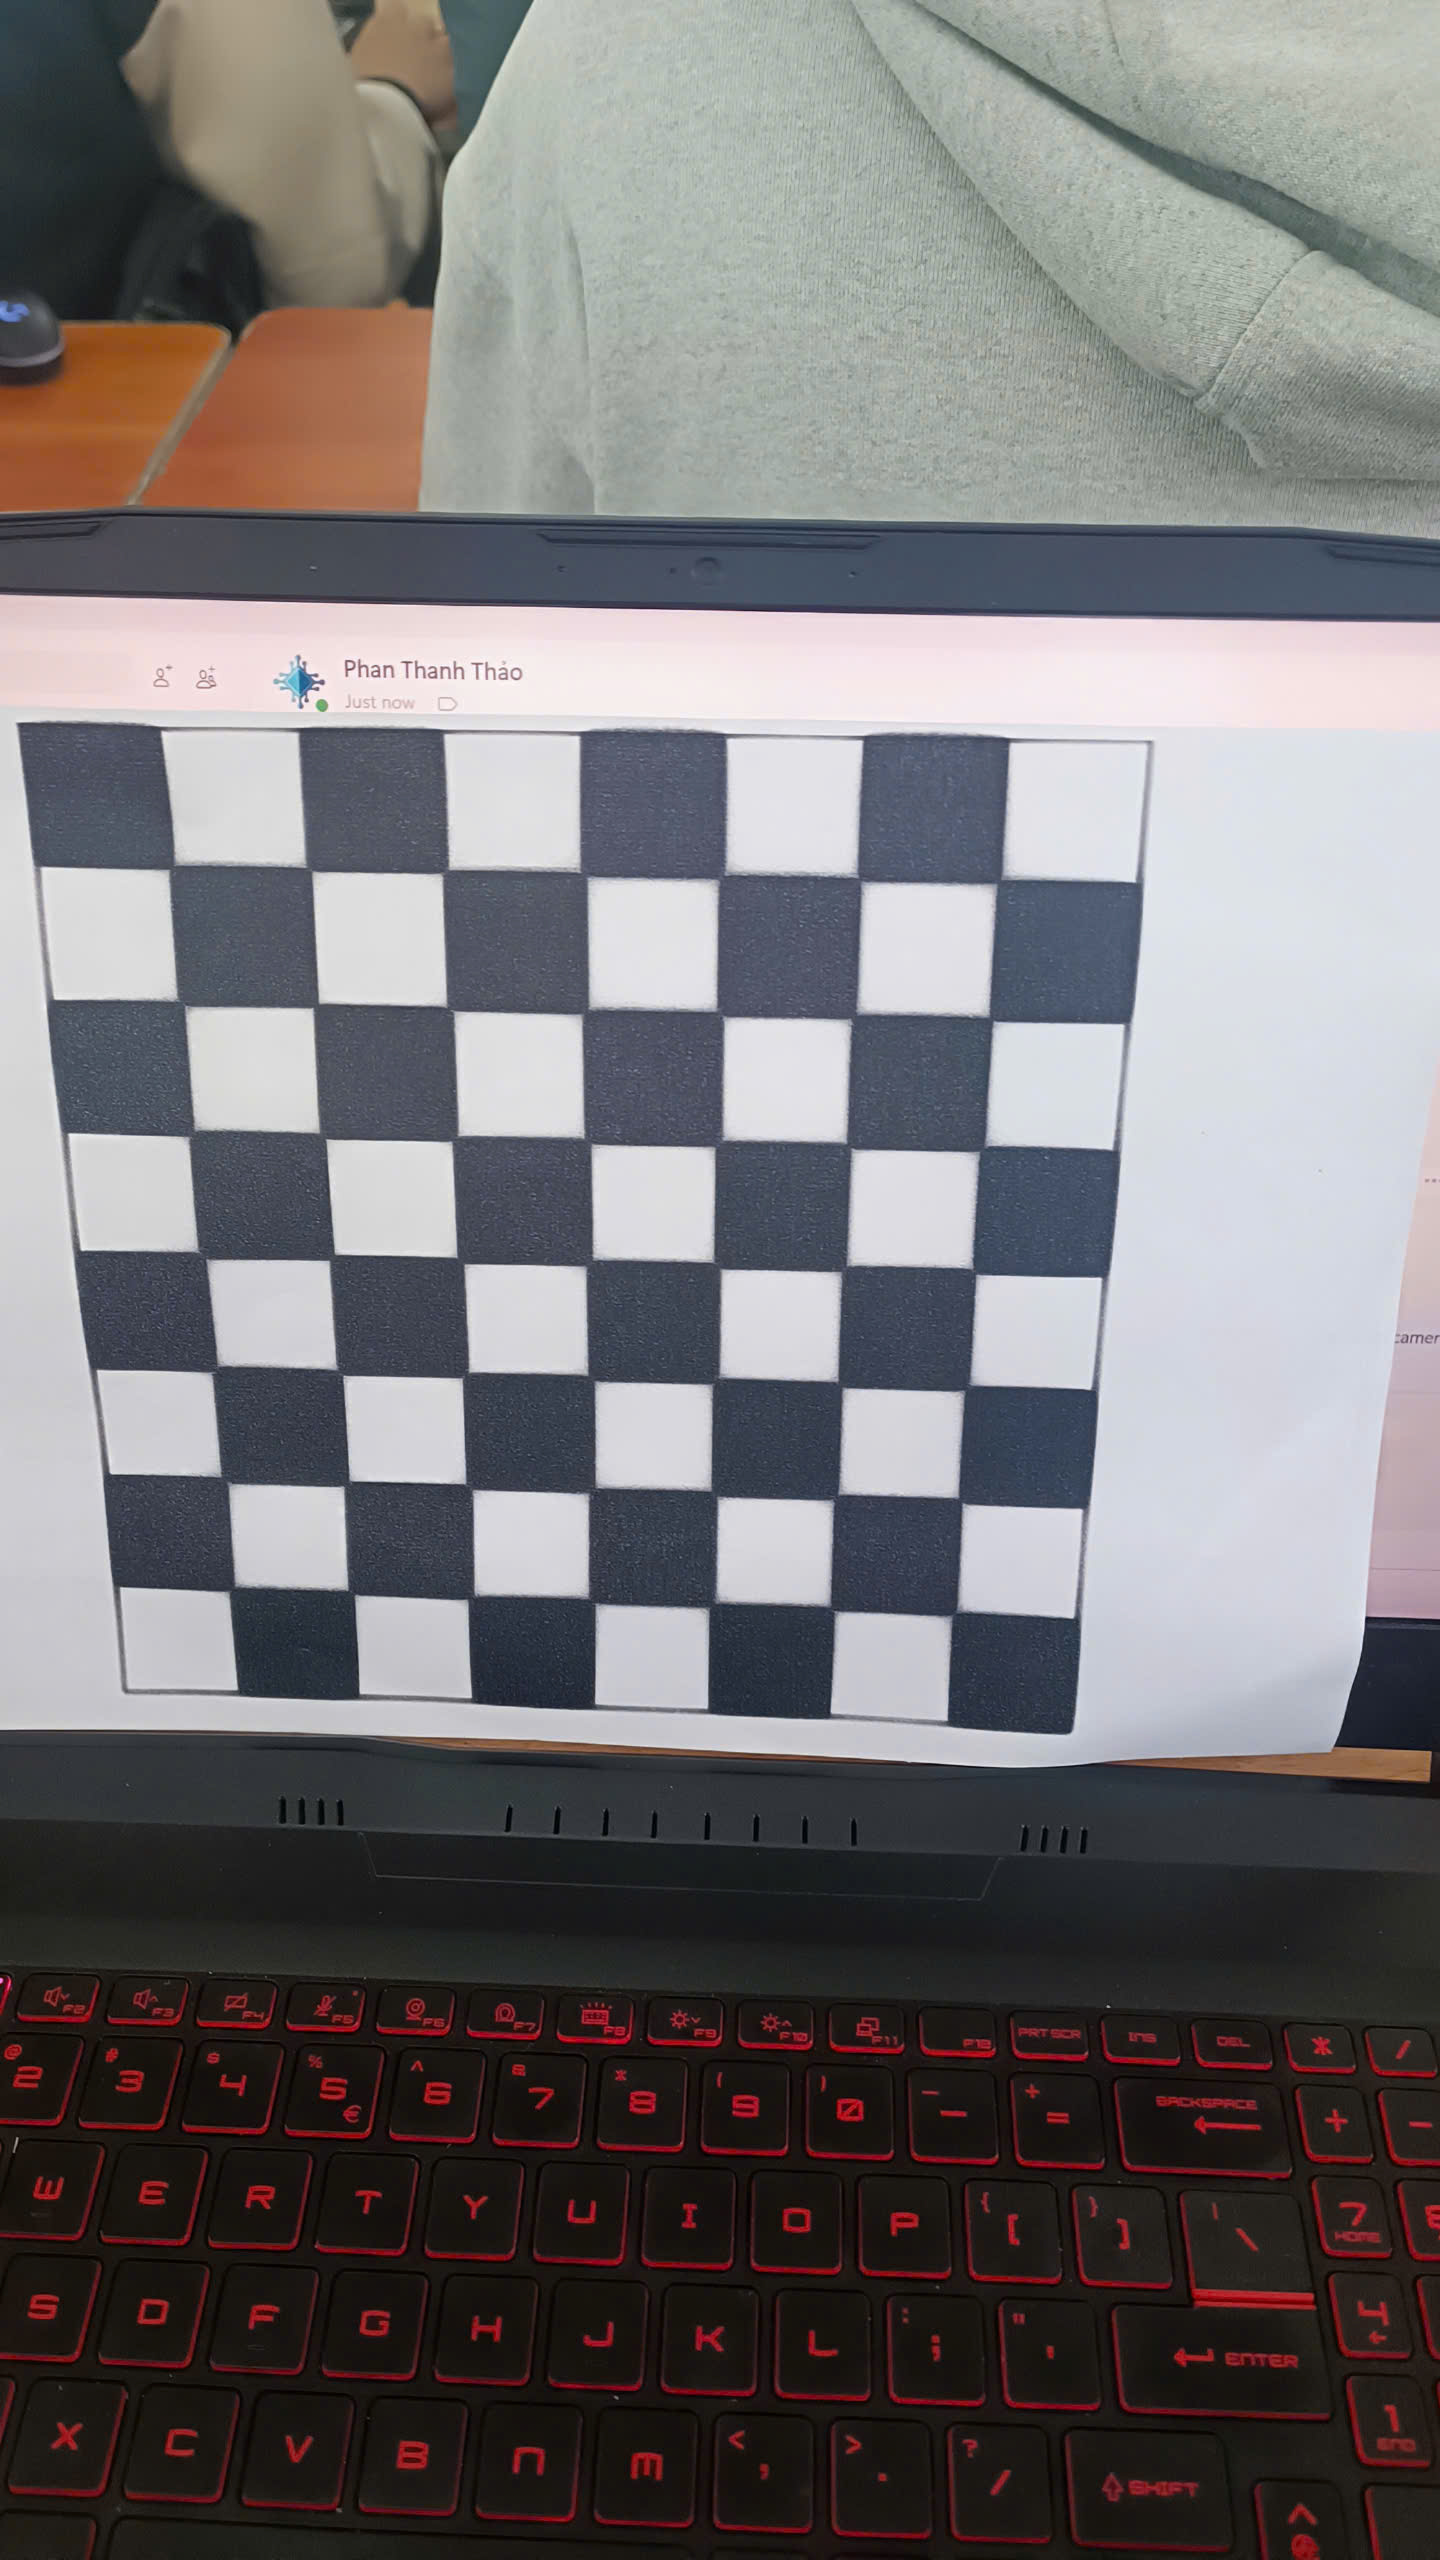 Phan Thanh Thảo
Just now
camer
F2 F3 F4 F5 F6 F7 F8 F9 F10 F11 F12 PRT SCR INS DEL * /
@ # $ % ^ & * ( ) _ +
2 3 4 5 € 6 7 8 9 0 - = BACKSPACE + -
W E R T Y U I O P { [ } ] | \ 7 HOME 8
S D F G H J K L : ; " ' ENTER 4
X C V B N M < , > . ? / SHIFT 1 END